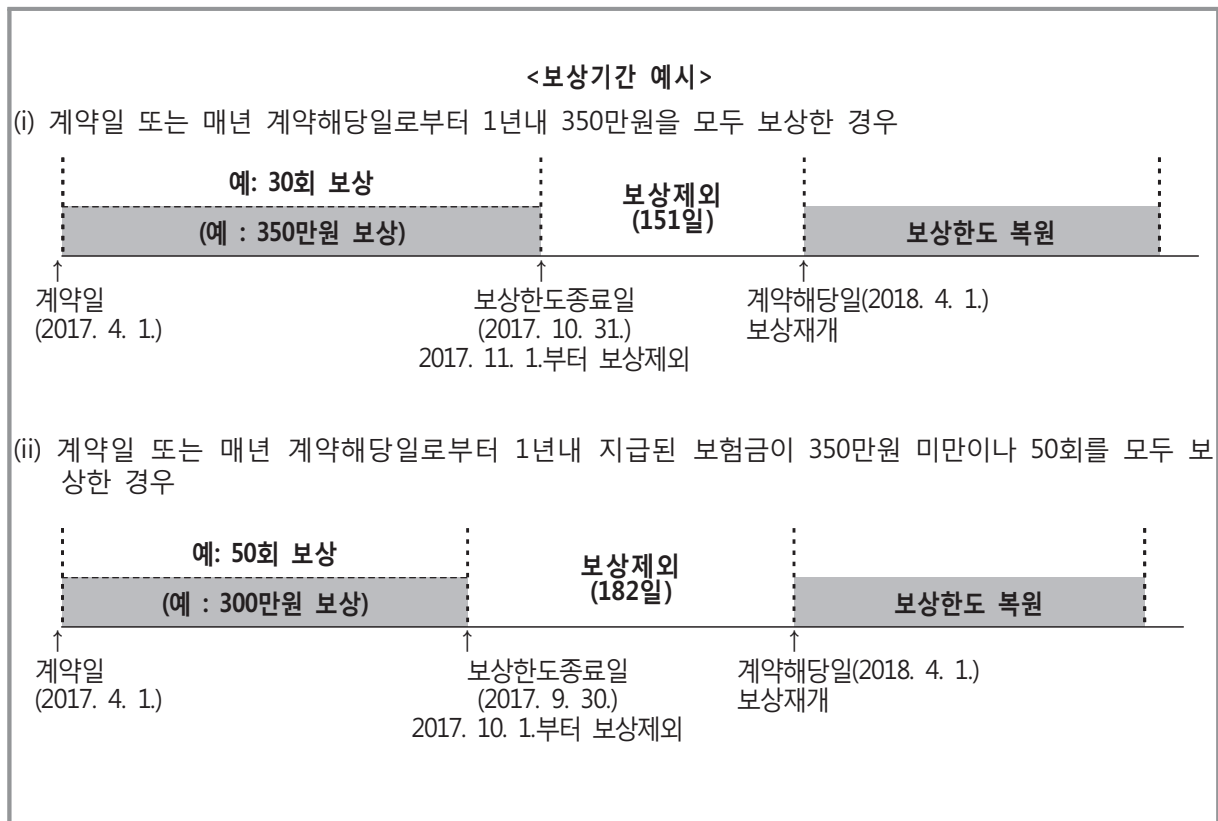 <보상기간 예시>
(i) 계약일 또는 매년 계약해당일로부터 1년내 350만원을 모두 보상한 경우
예: 30회 보상
(예 : 350만원 보상)
보상제외
(151일)
보상한도 복원
↑
계약일
(2017. 4. 1.)
↑
보상한도종료일
(2017. 10. 31.)
2017. 11. 1.부터 보상제외
↑
계약해당일(2018. 4. 1.)
보상재개
(ii) 계약일 또는 매년 계약해당일로부터 1년내 지급된 보험금이 350만원 미만이나 50회를 모두 보
상한 경우
예: 50회 보상
(예 : 300만원 보상)
보상제외
(182일)
보상한도 복원
↑
계약일
(2017. 4. 1.)
↑
보상한도종료일
(2017. 9. 30.)
2017. 10. 1.부터 보상제외
↑
계약해당일(2018. 4. 1.)
보상재개